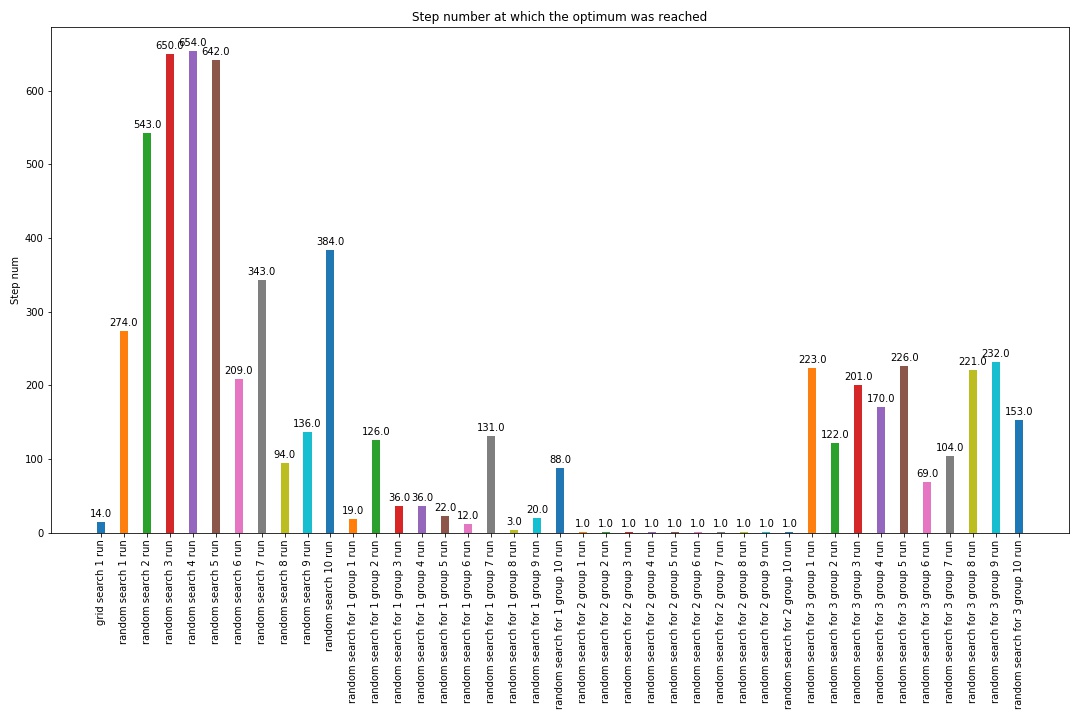 Step number at which the optimum was reached
Step num
600
500
400
300
200
100
0
14.0
274.0
543.0
650.0
654.0
642.0
209.0
343.0
94.0
136.0
384.0
19.0
126.0
36.0
36.0
22.0
12.0
131.0
3.0
20.0
88.0
1.0
1.0
1.0
1.0
1.0
1.0
1.0
1.0
1.0
1.0
223.0
122.0
201.0
170.0
226.0
69.0
104.0
221.0
232.0
153.0
grid search 1 run
random search 1 run
random search 2 run
random search 3 run
random search 4 run
random search 5 run
random search 6 run
random search 7 run
random search 8 run
random search 9 run
random search 10 run
random search for 1 group 1 run
random search for 1 group 2 run
random search for 1 group 3 run
random search for 1 group 4 run
random search for 1 group 5 run
random search for 1 group 6 run
random search for 1 group 7 run
random search for 1 group 8 run
random search for 1 group 9 run
random search for 1 group 10 run
random search for 2 group 1 run
random search for 2 group 2 run
random search for 2 group 3 run
random search for 2 group 4 run
random search for 2 group 5 run
random search for 2 group 6 run
random search for 2 group 7 run
random search for 2 group 8 run
random search for 2 group 9 run
random search for 2 group 10 run
random search for 3 group 1 run
random search for 3 group 2 run
random search for 3 group 3 run
random search for 3 group 4 run
random search for 3 group 5 run
random search for 3 group 6 run
random search for 3 group 7 run
random search for 3 group 8 run
random search for 3 group 9 run
random search for 3 group 10 run